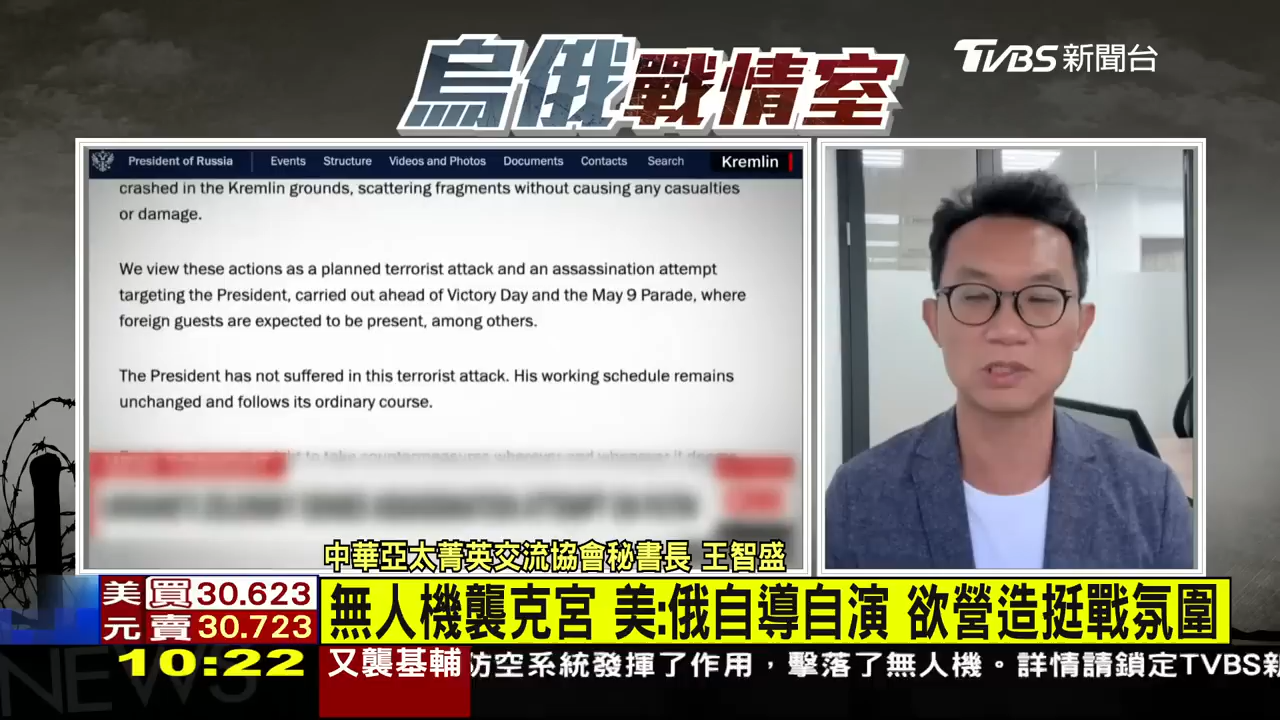 烏俄戰情室
TVBS新聞台
President of Russia Events Structure Videos and Photos Documents Contacts Search Kremlin
crashed in the Kremlin grounds, scattering fragments without causing any casualties
or damage.
We view these actions as a planned terrorist attack and an assassination attempt
targeting the President, carried out ahead of Victory Day and the May 9 Parade, where
foreign guests are expected to be present, among others.
The President has not suffered in this terrorist attack. His working schedule remains
unchanged and follows its ordinary course.
中華亞太菁英交流協會秘書長 王智盛
美元 買 30.623
賣 30.723
無人機襲克宮 美:俄自導自演 欲營造挺戰氛圍
10:22
又襲基輔 防空系統發揮了作用，擊落了無人機。詳情請鎖定TVBS新
NEWS